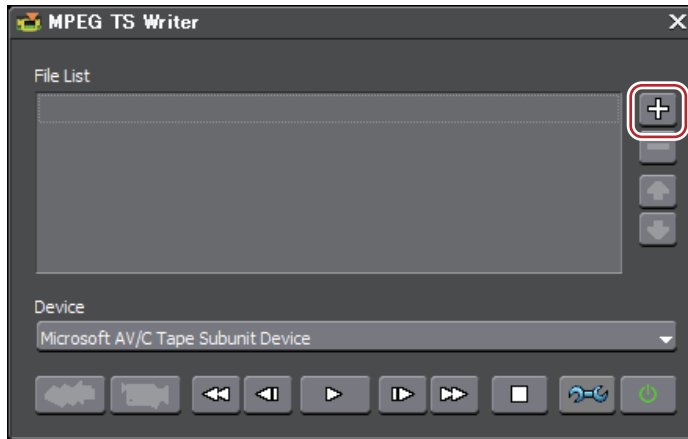 MPEG TS Writer
File List
Device
Microsoft AV/C Tape Subunit Device